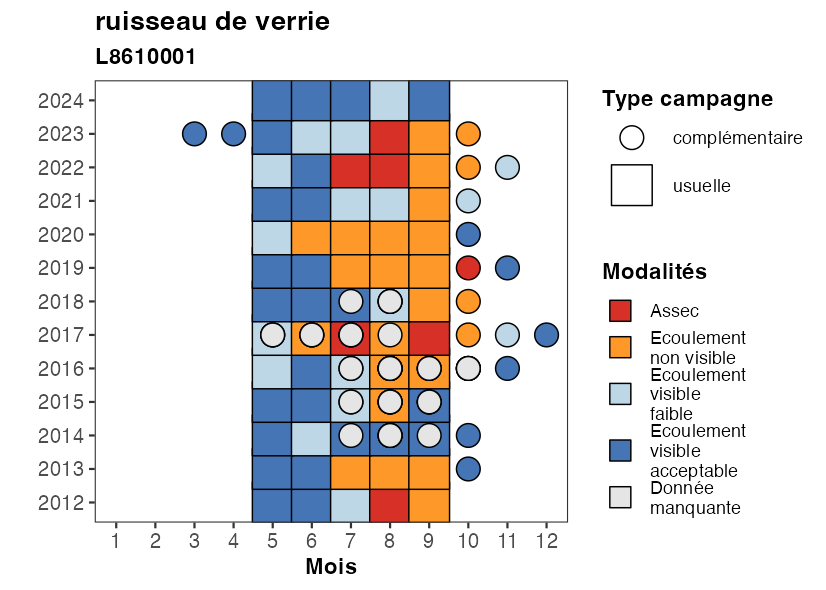 ruisseau de verrie
L8610001
2024
2023
2022
2021
2020
2019
2018
2017
2016
2015
2014
2013
2012
1 2 3 4 5 6 7 8 9 10 11 12
Mois
Type campagne
complémentaire
usuelle
Modalités
Assec
Ecoulement
non visible
Ecoulement
visible
faible
Ecoulement
visible
acceptable
Donnée
manquante